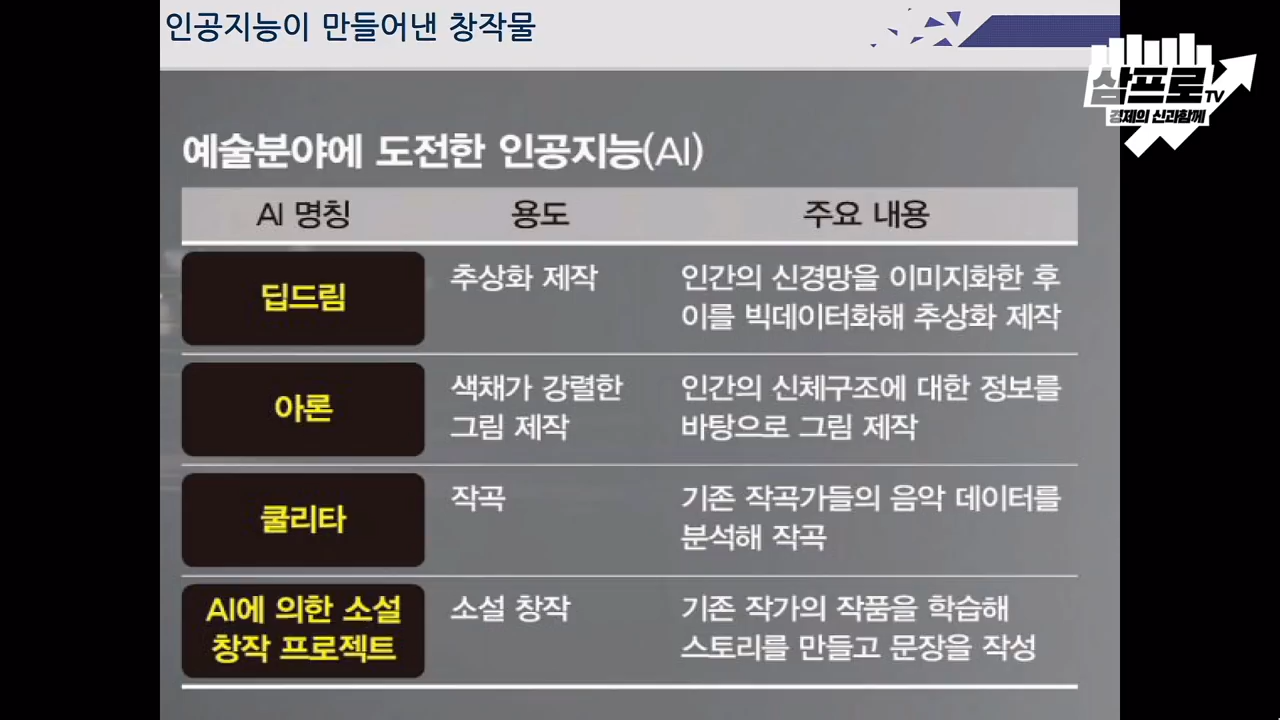 인공지능이 만들어낸 창작물
삼프로TV
경제의 신과함께
예술분야에 도전한 인공지능(AI)
AI 명칭 용도 주요 내용
딥드림 추상화 제작 인간의 신경망을 이미지화한 후
이를 빅데이터화해 추상화 제작
아론 색채가 강렬한 인간의 신체구조에 대한 정보를
그림 제작 바탕으로 그림 제작
쿨리타 작곡 기존 작곡가들의 음악 데이터를
분석해 작곡
AI에 의한 소설 소설 창작 기존 작가의 작품을 학습해
창작 프로젝트 스토리를 만들고 문장을 작성